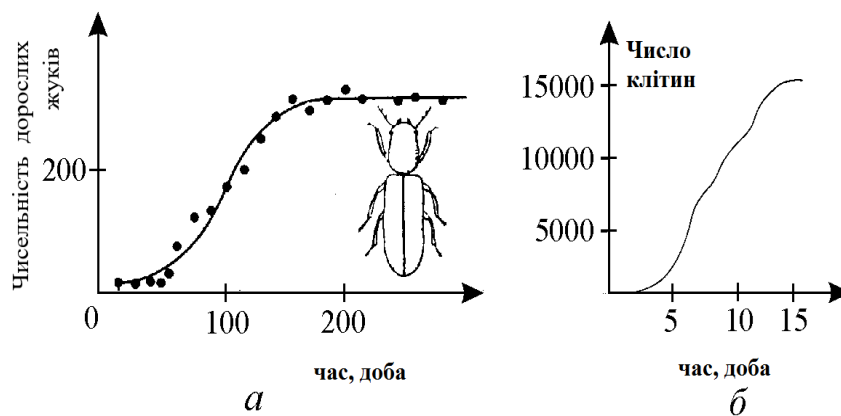 Чисельність дорослих
жуків
200
0
100
200
час, доба
а
Число
клітин
15000
10000
5000
5
10
15
час, доба
б